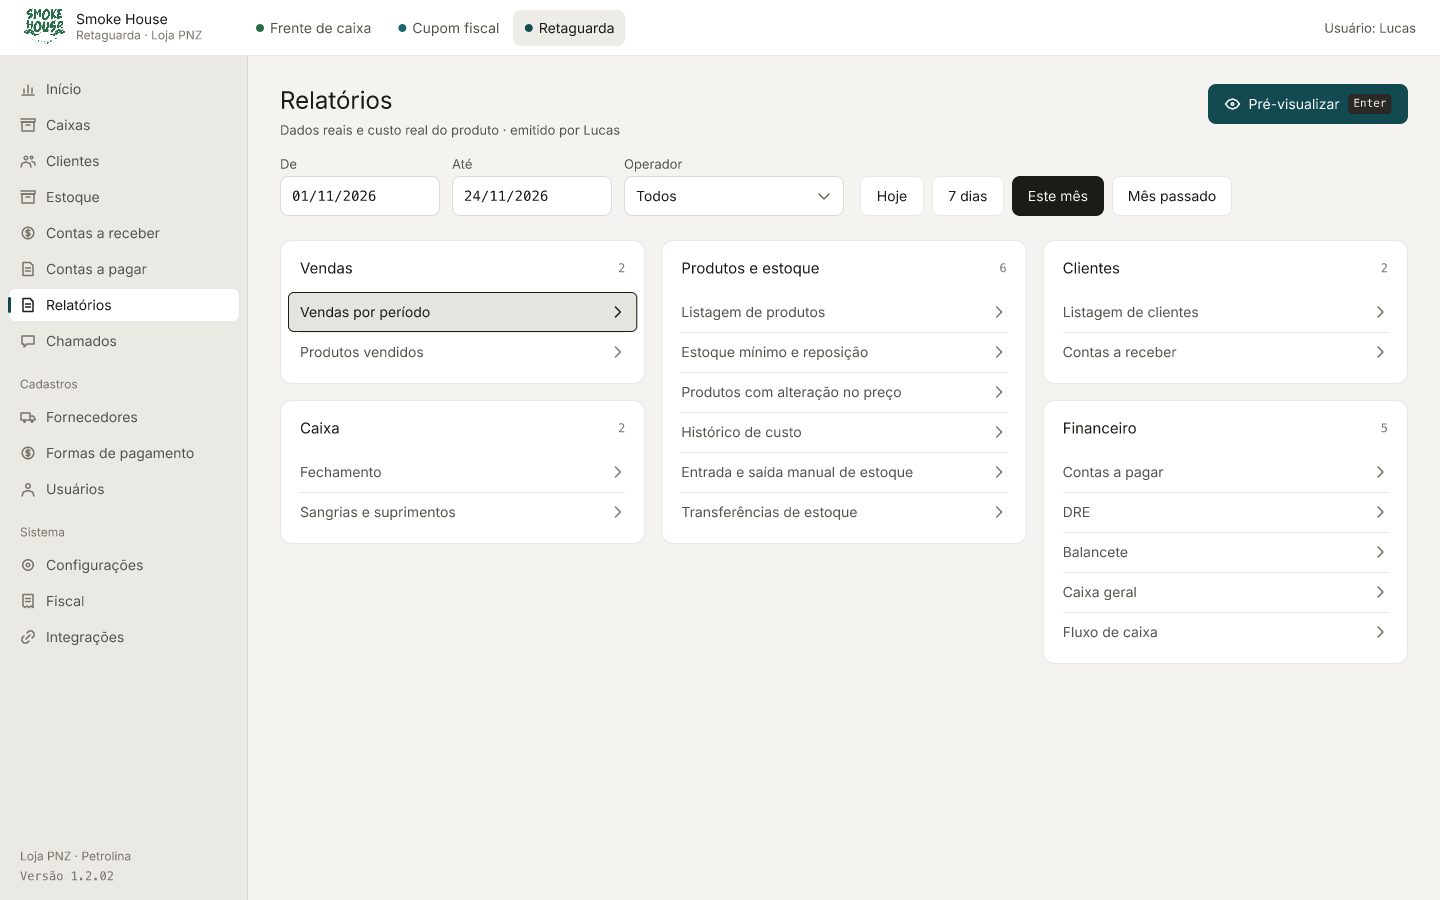 SMOKE
HOUSE
Smoke House
Retaguarda · Loja PNZ
Frente de caixa
Cupom fiscal
Retaguarda
Usuário: Lucas
Início
Caixas
Clientes
Estoque
Contas a receber
Contas a pagar
Relatórios
Chamados
Cadastros
Fornecedores
Formas de pagamento
Usuários
Sistema
Configurações
Fiscal
Integrações
Loja PNZ · Petrolina
Versão 1.2.02
Relatórios
Dados reais e custo real do produto · emitido por Lucas
Pré-visualizar Enter
De
Até
Operador
01/11/2026
24/11/2026
Todos
Hoje
7 dias
Este mês
Mês passado
Vendas 2
Vendas por período
Produtos vendidos
Caixa 2
Fechamento
Sangrias e suprimentos
Produtos e estoque 6
Listagem de produtos
Estoque mínimo e reposição
Produtos com alteração no preço
Histórico de custo
Entrada e saída manual de estoque
Transferências de estoque
Clientes 2
Listagem de clientes
Contas a receber
Financeiro 5
Contas a pagar
DRE
Balancete
Caixa geral
Fluxo de caixa